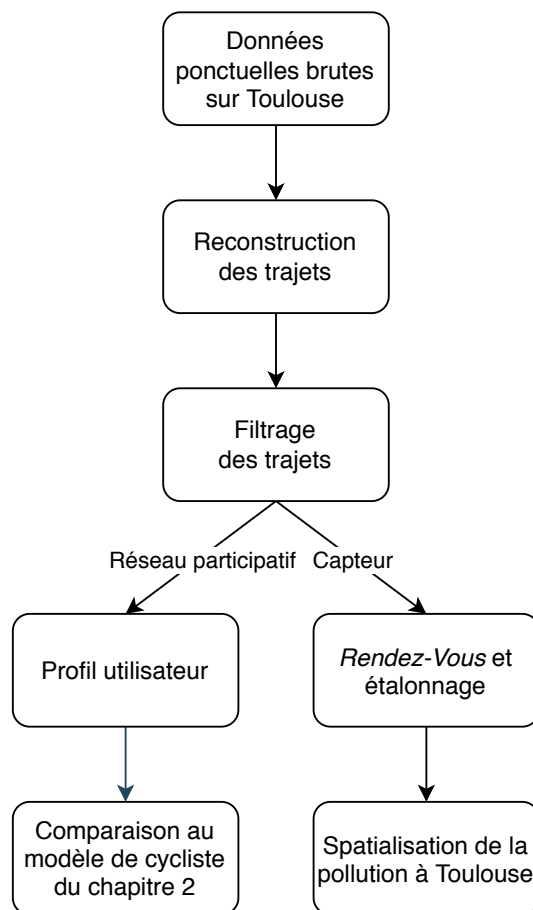 Données
ponctuelles brutes
sur Toulouse
Reconstruction
des trajets
Filtrage
des trajets
Réseau participatif
Capteur
Profil utilisateur
Rendez-Vous et
étalonnage
Comparaison au
modèle de cycliste
du chapitre 2
Spatialisation de la
pollution à Toulouse